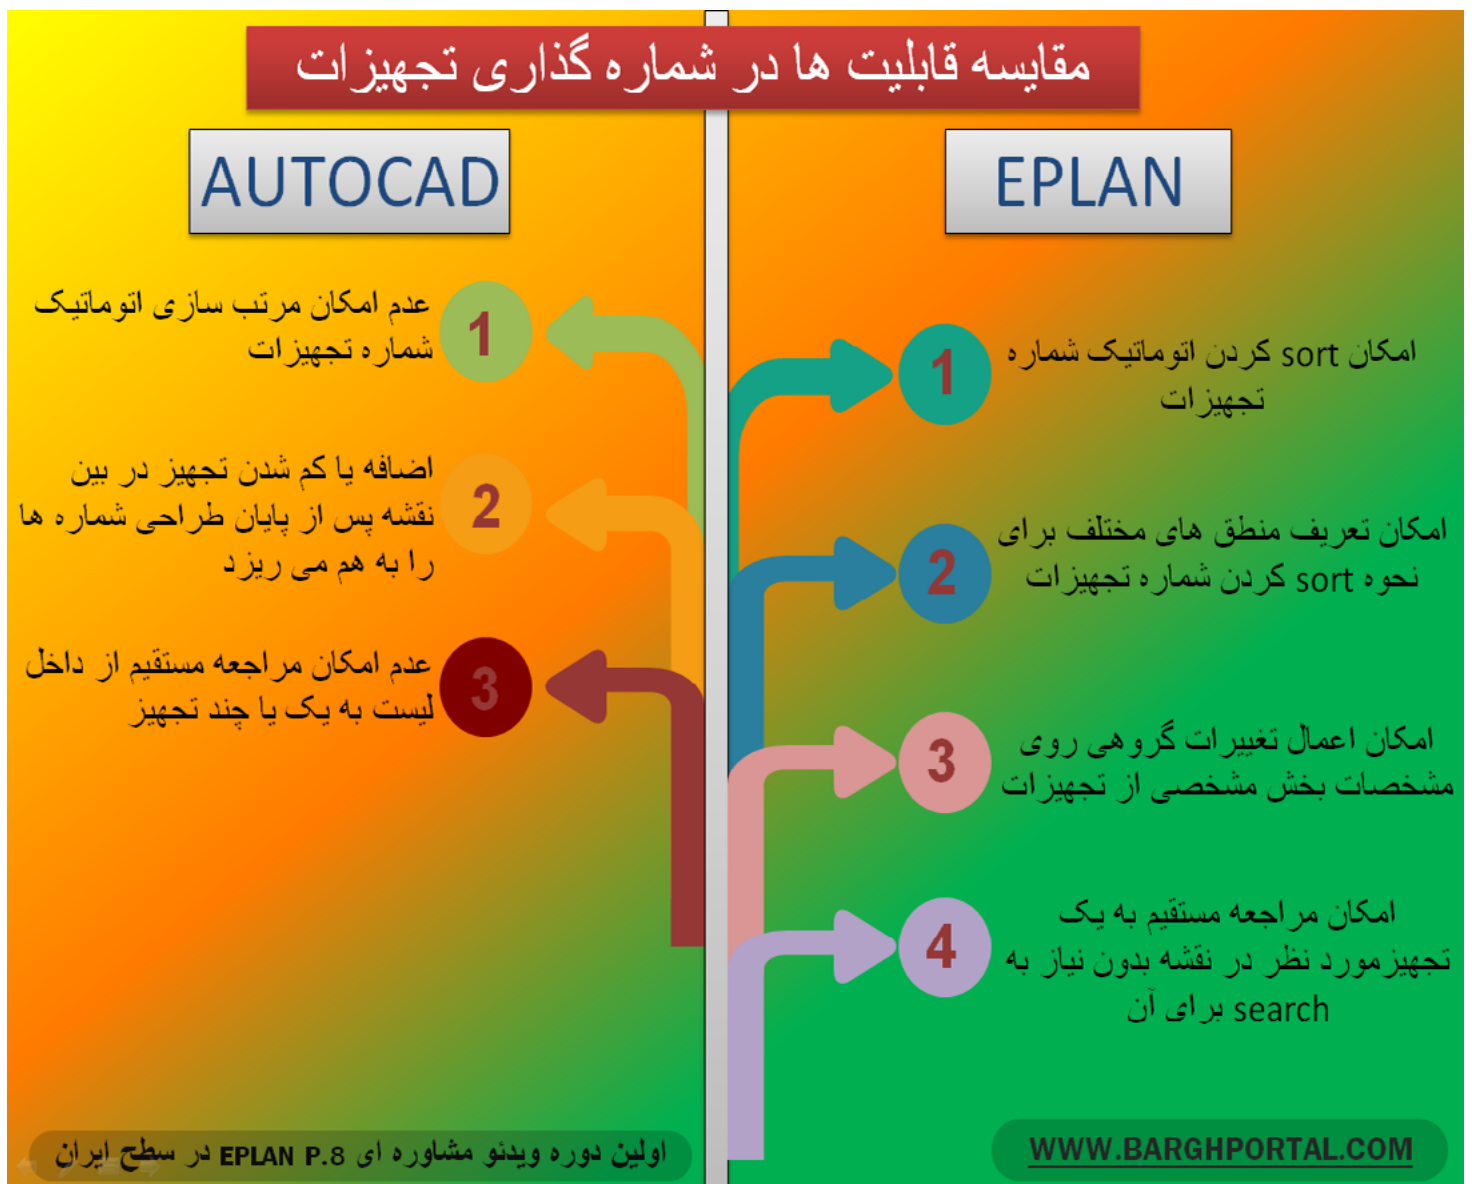 مقایسه قابلیت ها در شماره گذاری تجهیزات
EPLAN
1
امکان sort کردن اتوماتیک شماره
تجهیزات
2
امکان تعریف منطق های مختلف برای
نحوه sort کردن شماره تجهیزات
3
امکان اعمال تغییرات گروهی روی
مشخصات بخش مشخصی از تجهیزات
4
امکان مراجعه مستقیم به یک
تجهیزمورد نظر در نقشه بدون نیاز به
search برای آن
AUTOCAD
1
عدم امکان مرتب سازی اتوماتیک
شماره تجهیزات
2
اضافه یا کم شدن تجهیز در بین
نقشه پس از پایان طراحی شماره ها
را به هم می ریزد
3
عدم امکان مراجعه مستقیم از داخل
لیست به یک یا چند تجهیز
WWW.BARGHPORTAL.COM
اولین دوره ویدئو مشاوره ای EPLAN P.8 در سطح ایران